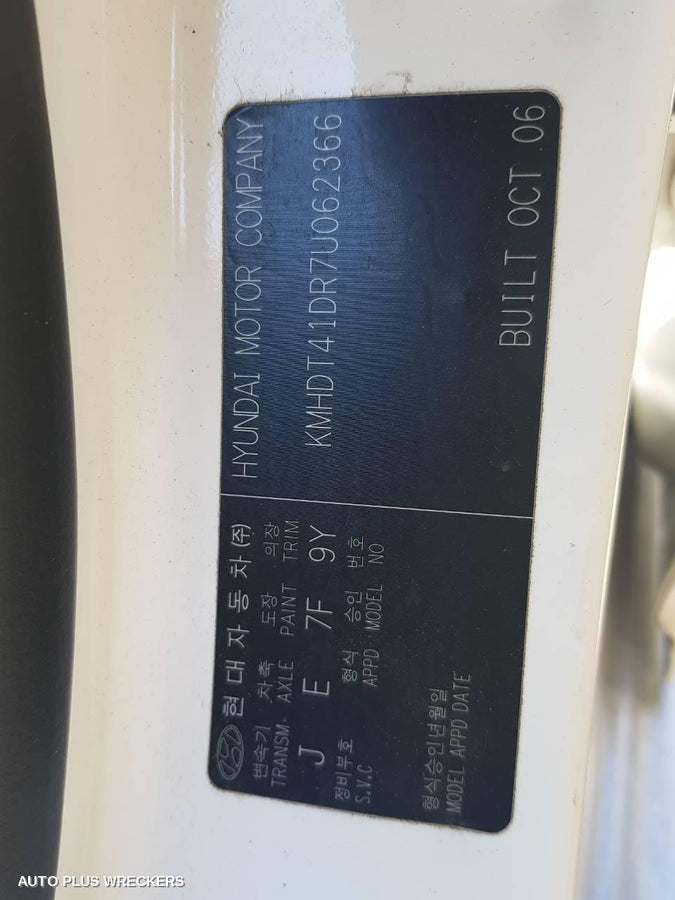 현대자동차(주)
변속기 차축 도장 의장
TRANSM- AXLE PAINT TRIM
J E 7F 9Y
정비부호 형식 승인 번호
S.V.C APPD MODEL NO
형식승인년월일
MODEL APPD DATE
HYUNDAI MOTOR COMPANY
KMHDT41DR7U062366
BUILT OCT 06
AUTO PLUS WRECKERS